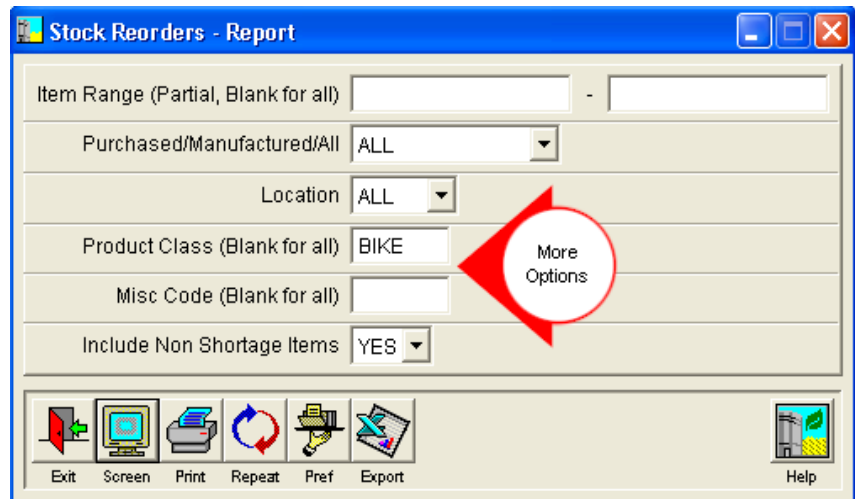 Stock Reorders - Report
Item Range (Partial, Blank for all) -
Purchased/Manufactured/All ALL
Location ALL
Product Class (Blank for all) BIKE
More
Options
Misc Code (Blank for all)
Include Non Shortage Items YES
Exit Screen Print Repeat Pref Export Help